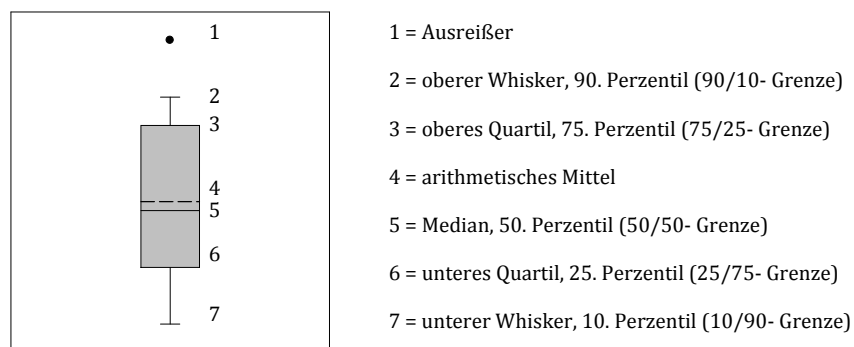 1
2
3
4
5
6
7
1 = Ausreißer
2 = oberer Whisker, 90. Perzentil (90/10- Grenze)
3 = oberes Quartil, 75. Perzentil (75/25- Grenze)
4 = arithmetisches Mittel
5 = Median, 50. Perzentil (50/50- Grenze)
6 = unteres Quartil, 25. Perzentil (25/75- Grenze)
7 = unterer Whisker, 10. Perzentil (10/90- Grenze)